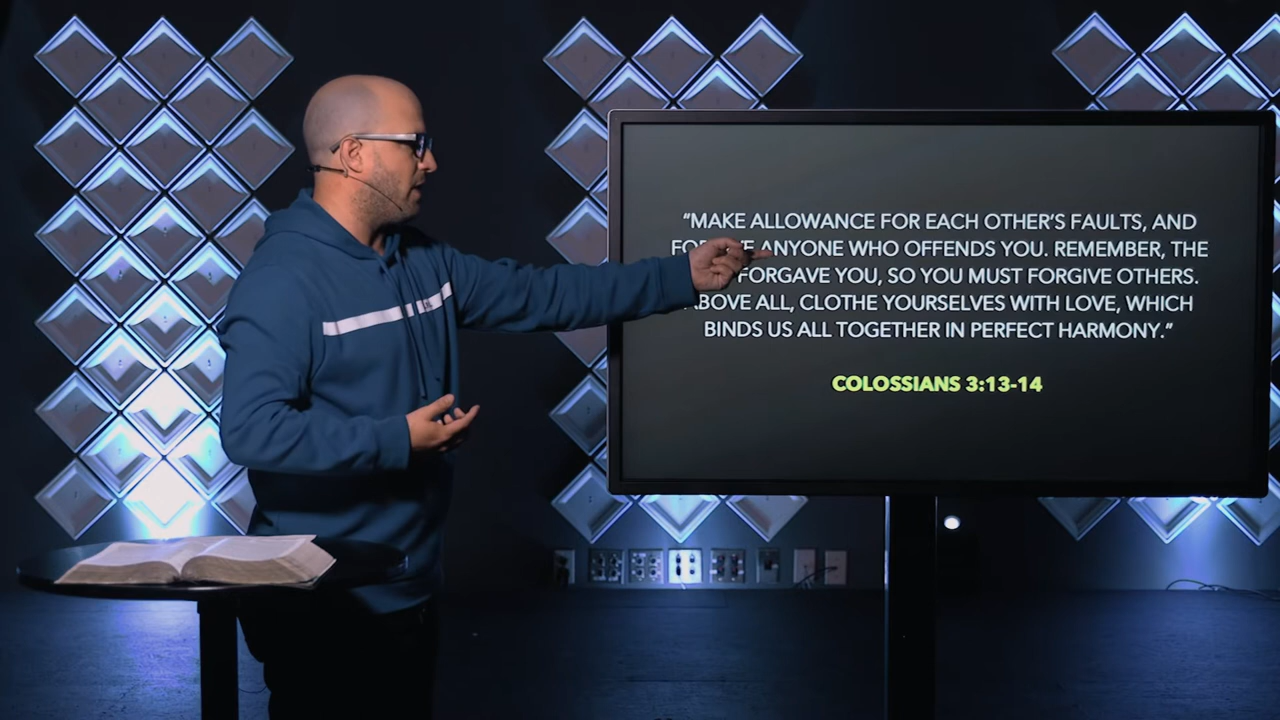 “MAKE ALLOWANCE FOR EACH OTHER’S FAULTS, AND
ANYONE WHO OFFENDS YOU. REMEMBER, THE
FORGAVE YOU, SO YOU MUST FORGIVE OTHERS.
ABOVE ALL, CLOTHE YOURSELVES WITH LOVE, WHICH
BINDS US ALL TOGETHER IN PERFECT HARMONY.”
COLOSSIANS 3:13-14